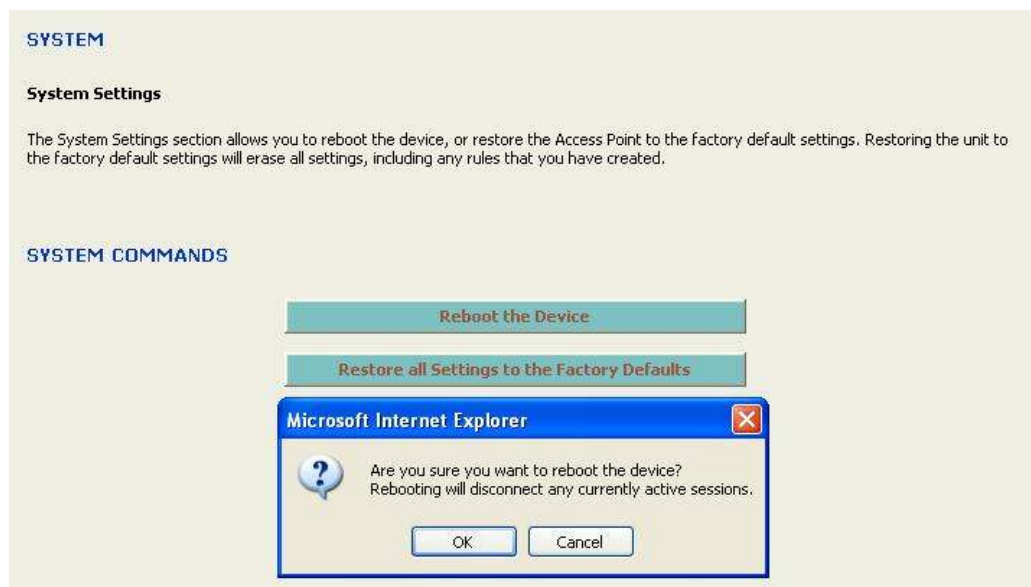 SYSTEM
System Settings
The System Settings section allows you to reboot the device, or restore the Access Point to the factory default settings. Restoring the unit to
the factory default settings will erase all settings, including any rules that you have created.
SYSTEM COMMANDS
Reboot the Device
Restore all Settings to the Factory Defaults
Microsoft Internet Explorer
Are you sure you want to reboot the device?
Rebooting will disconnect any currently active sessions.
OK Cancel